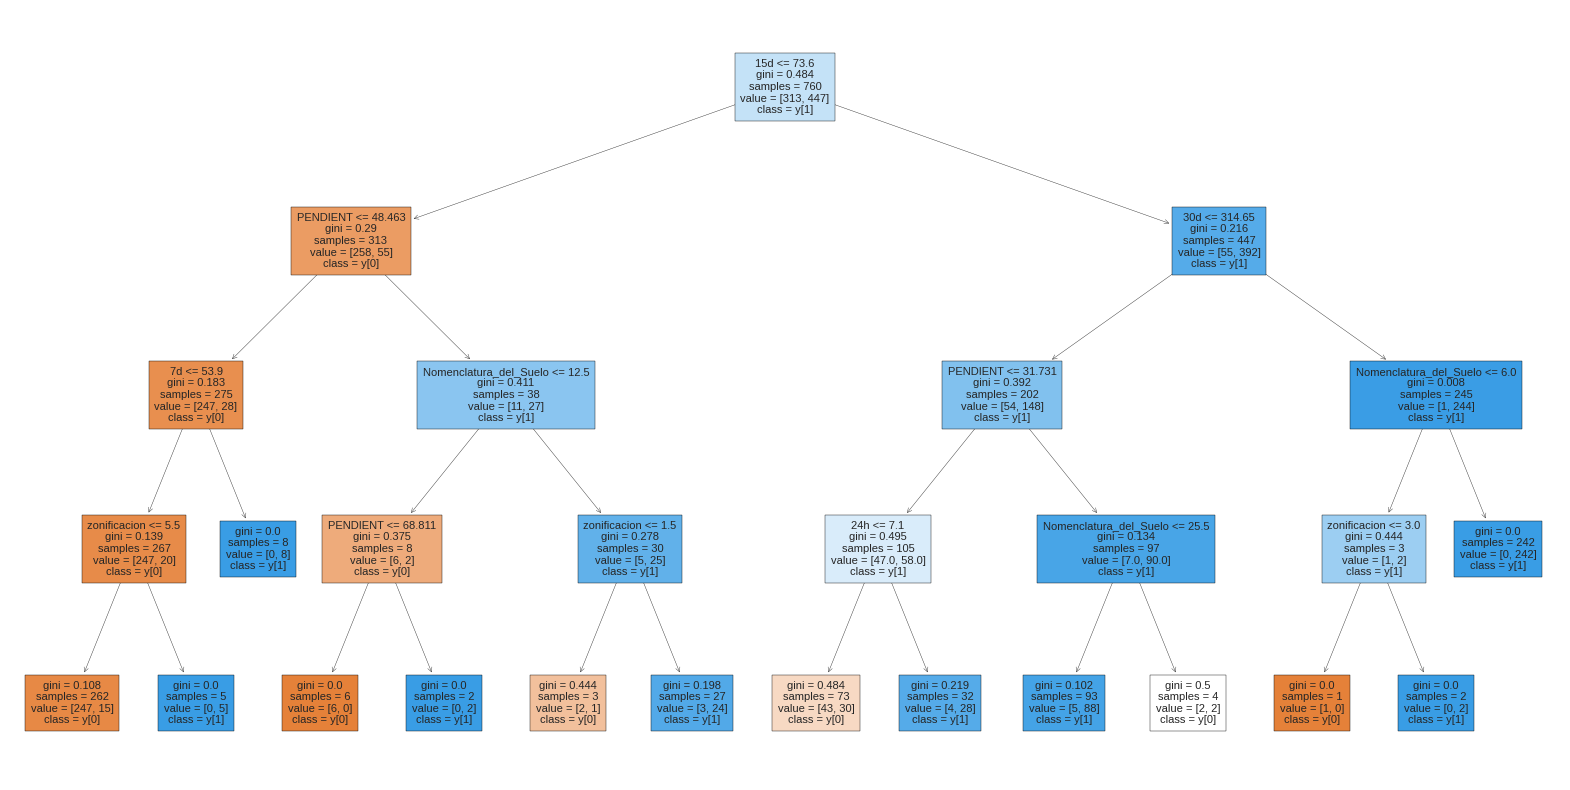 15d <= 73.6
gini = 0.484
samples = 760
value = [313, 447]
class = y[1]
PENDIENT <= 48.463
gini = 0.29
samples = 313
value = [258, 55]
class = y[0]
30d <= 314.65
gini = 0.216
samples = 447
value = [55, 392]
class = y[1]
7d <= 53.9
gini = 0.183
samples = 275
value = [247, 28]
class = y[0]
Nomenclatura_del_Suelo <= 12.5
gini = 0.411
samples = 38
value = [11, 27]
class = y[1]
PENDIENT <= 31.731
gini = 0.392
samples = 202
value = [54, 148]
class = y[1]
Nomenclatura_del_Suelo <= 6.0
gini = 0.008
samples = 245
value = [1, 244]
class = y[1]
zonificacion <= 5.5
gini = 0.139
samples = 267
value = [247, 20]
class = y[0]
gini = 0.0
samples = 8
value = [0, 8]
class = y[1]
PENDIENT <= 68.811
gini = 0.375
samples = 8
value = [6, 2]
class = y[0]
zonificacion <= 1.5
gini = 0.278
samples = 30
value = [5, 25]
class = y[1]
24h <= 7.1
gini = 0.495
samples = 105
value = [47.0, 58.0]
class = y[1]
Nomenclatura_del_Suelo <= 25.5
gini = 0.134
samples = 97
value = [7.0, 90.0]
class = y[1]
zonificacion <= 3.0
gini = 0.444
samples = 3
value = [1, 2]
class = y[1]
gini = 0.0
samples = 242
value = [0, 242]
class = y[1]
gini = 0.108
samples = 262
value = [247, 15]
class = y[0]
gini = 0.0
samples = 5
value = [0, 5]
class = y[1]
gini = 0.0
samples = 6
value = [6, 0]
class = y[0]
gini = 0.0
samples = 2
value = [0, 2]
class = y[1]
gini = 0.444
samples = 3
value = [2, 1]
class = y[0]
gini = 0.198
samples = 27
value = [3, 24]
class = y[1]
gini = 0.484
samples = 73
value = [43, 30]
class = y[0]
gini = 0.219
samples = 32
value = [4, 28]
class = y[1]
gini = 0.102
samples = 93
value = [5, 88]
class = y[1]
gini = 0.5
samples = 4
value = [2, 2]
class = y[0]
gini = 0.0
samples = 1
value = [1, 0]
class = y[0]
gini = 0.0
samples = 2
value = [0, 2]
class = y[1]